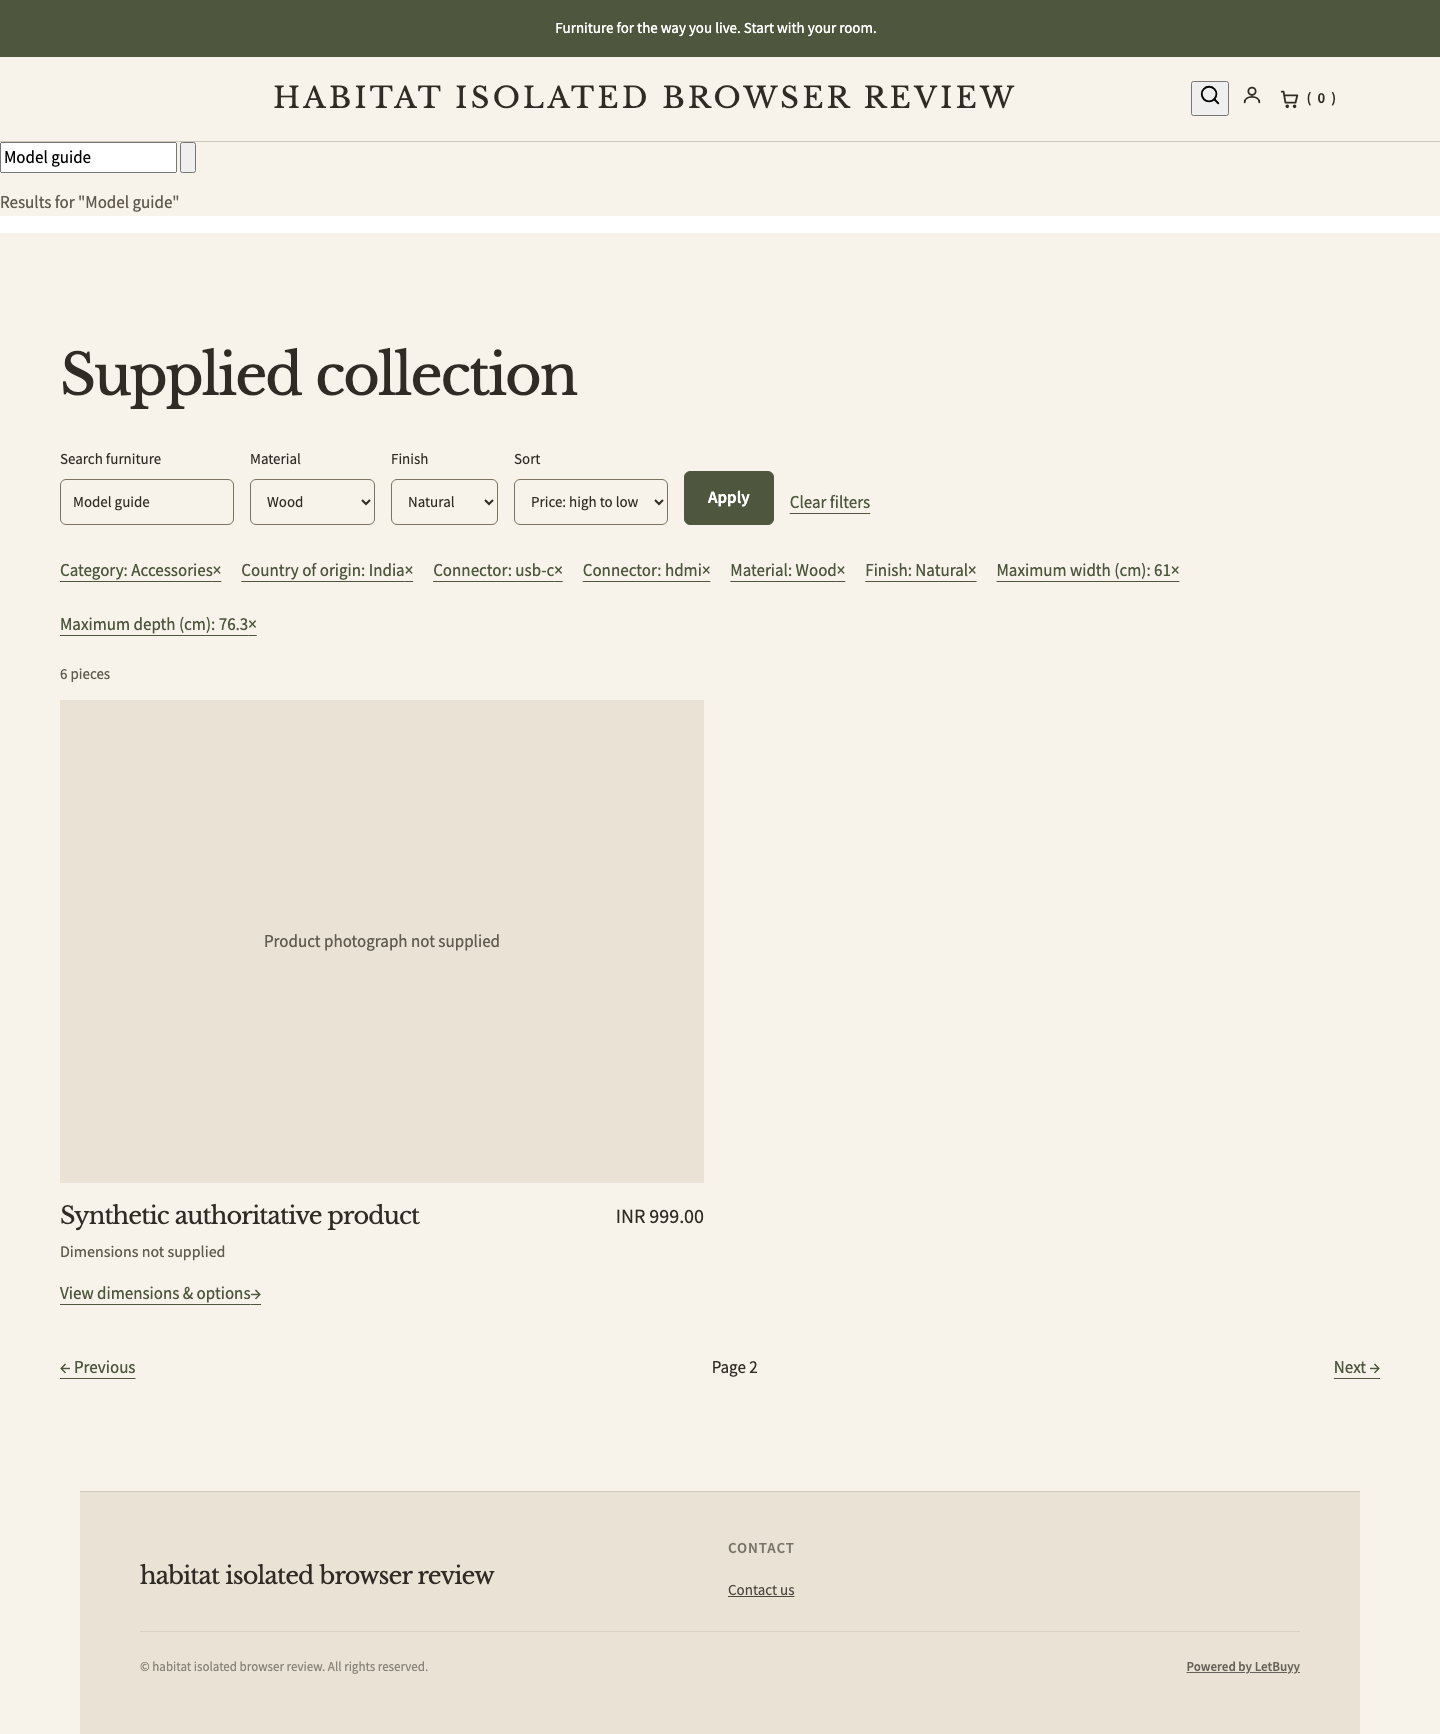 Furniture for the way you live. Start with your room.
HABITAT ISOLATED BROWSER REVIEW
( 0 )
Model guide
Results for "Model guide"
Supplied collection
Search furniture Material Finish Sort
Model guide Wood Natural Price: high to low Apply Clear filters
Category: Accessories× Country of origin: India× Connector: usb-c× Connector: hdmi× Material: Wood× Finish: Natural× Maximum width (cm): 61×
Maximum depth (cm): 76.3×
6 pieces
Product photograph not supplied
Synthetic authoritative product INR 999.00
Dimensions not supplied
View dimensions & options→
← Previous Page 2 Next →
CONTACT
habitat isolated browser review
Contact us
© habitat isolated browser review. All rights reserved. Powered by LetBuyy